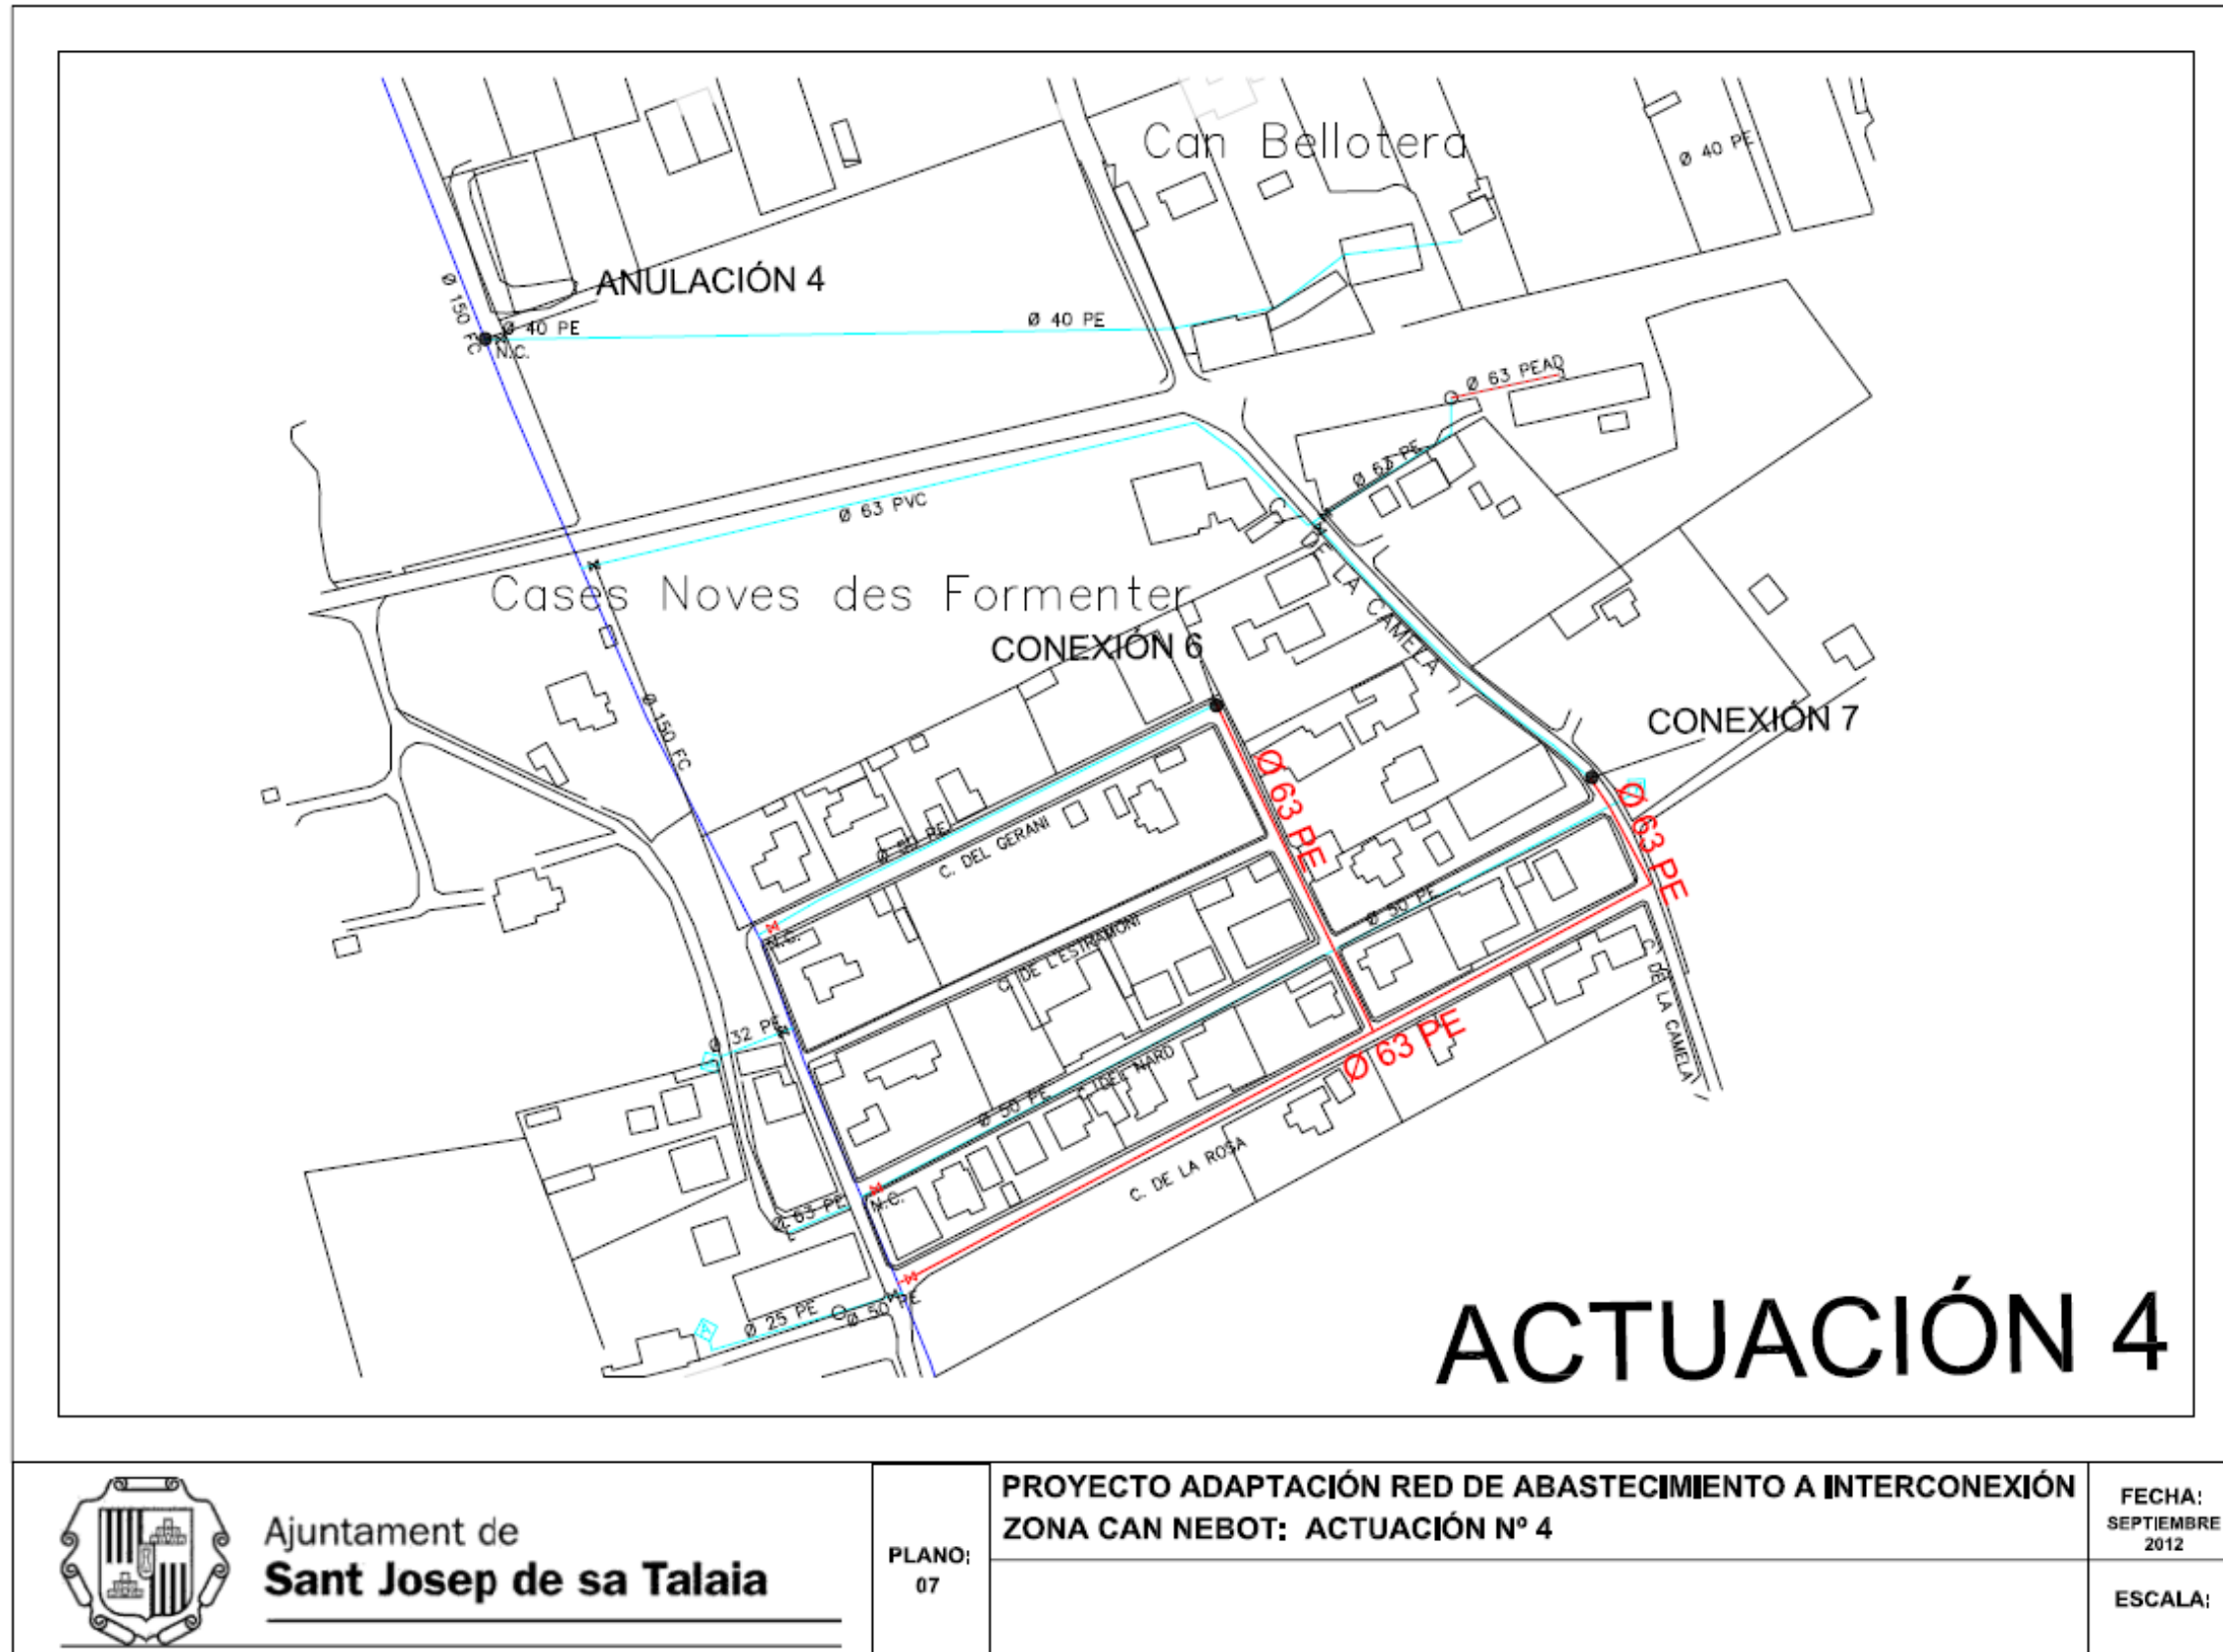 Can Bellotera
Ø 40 PE
ANULACIÓN 4
Ø 150 FC
Ø 40 PE
N.C.
Ø 40 PE
Ø 63 PEAD
Ø 63 PE
Ø 63 PVC
C. DE LA CAMELA
Cases Noves des Formenter
CONEXIÓN 6
Ø 150 FC
CONEXIÓN 7
Ø 63 PE
Ø 63 PE
Ø 50 PE
C. DEL GERANI
Ø 50 PE
N.C.
C. DE L'ESTRAMONI
C. DE LA CAMELA
Ø 32 PE
Ø 63 PE
C. DEL NARD
Ø 50 PE
C. DE LA ROSA
N.C.
Ø 63 PE
Ø 50 PE
Ø 25 PE
ACTUACIÓN 4
Ajuntament de
Sant Josep de sa Talaia
PLANO:
07
PROYECTO ADAPTACIÓN RED DE ABASTECIMIENTO A INTERCONEXIÓN
ZONA CAN NEBOT: ACTUACIÓN Nº 4
FECHA:
SEPTIEMBRE
2012
ESCALA: